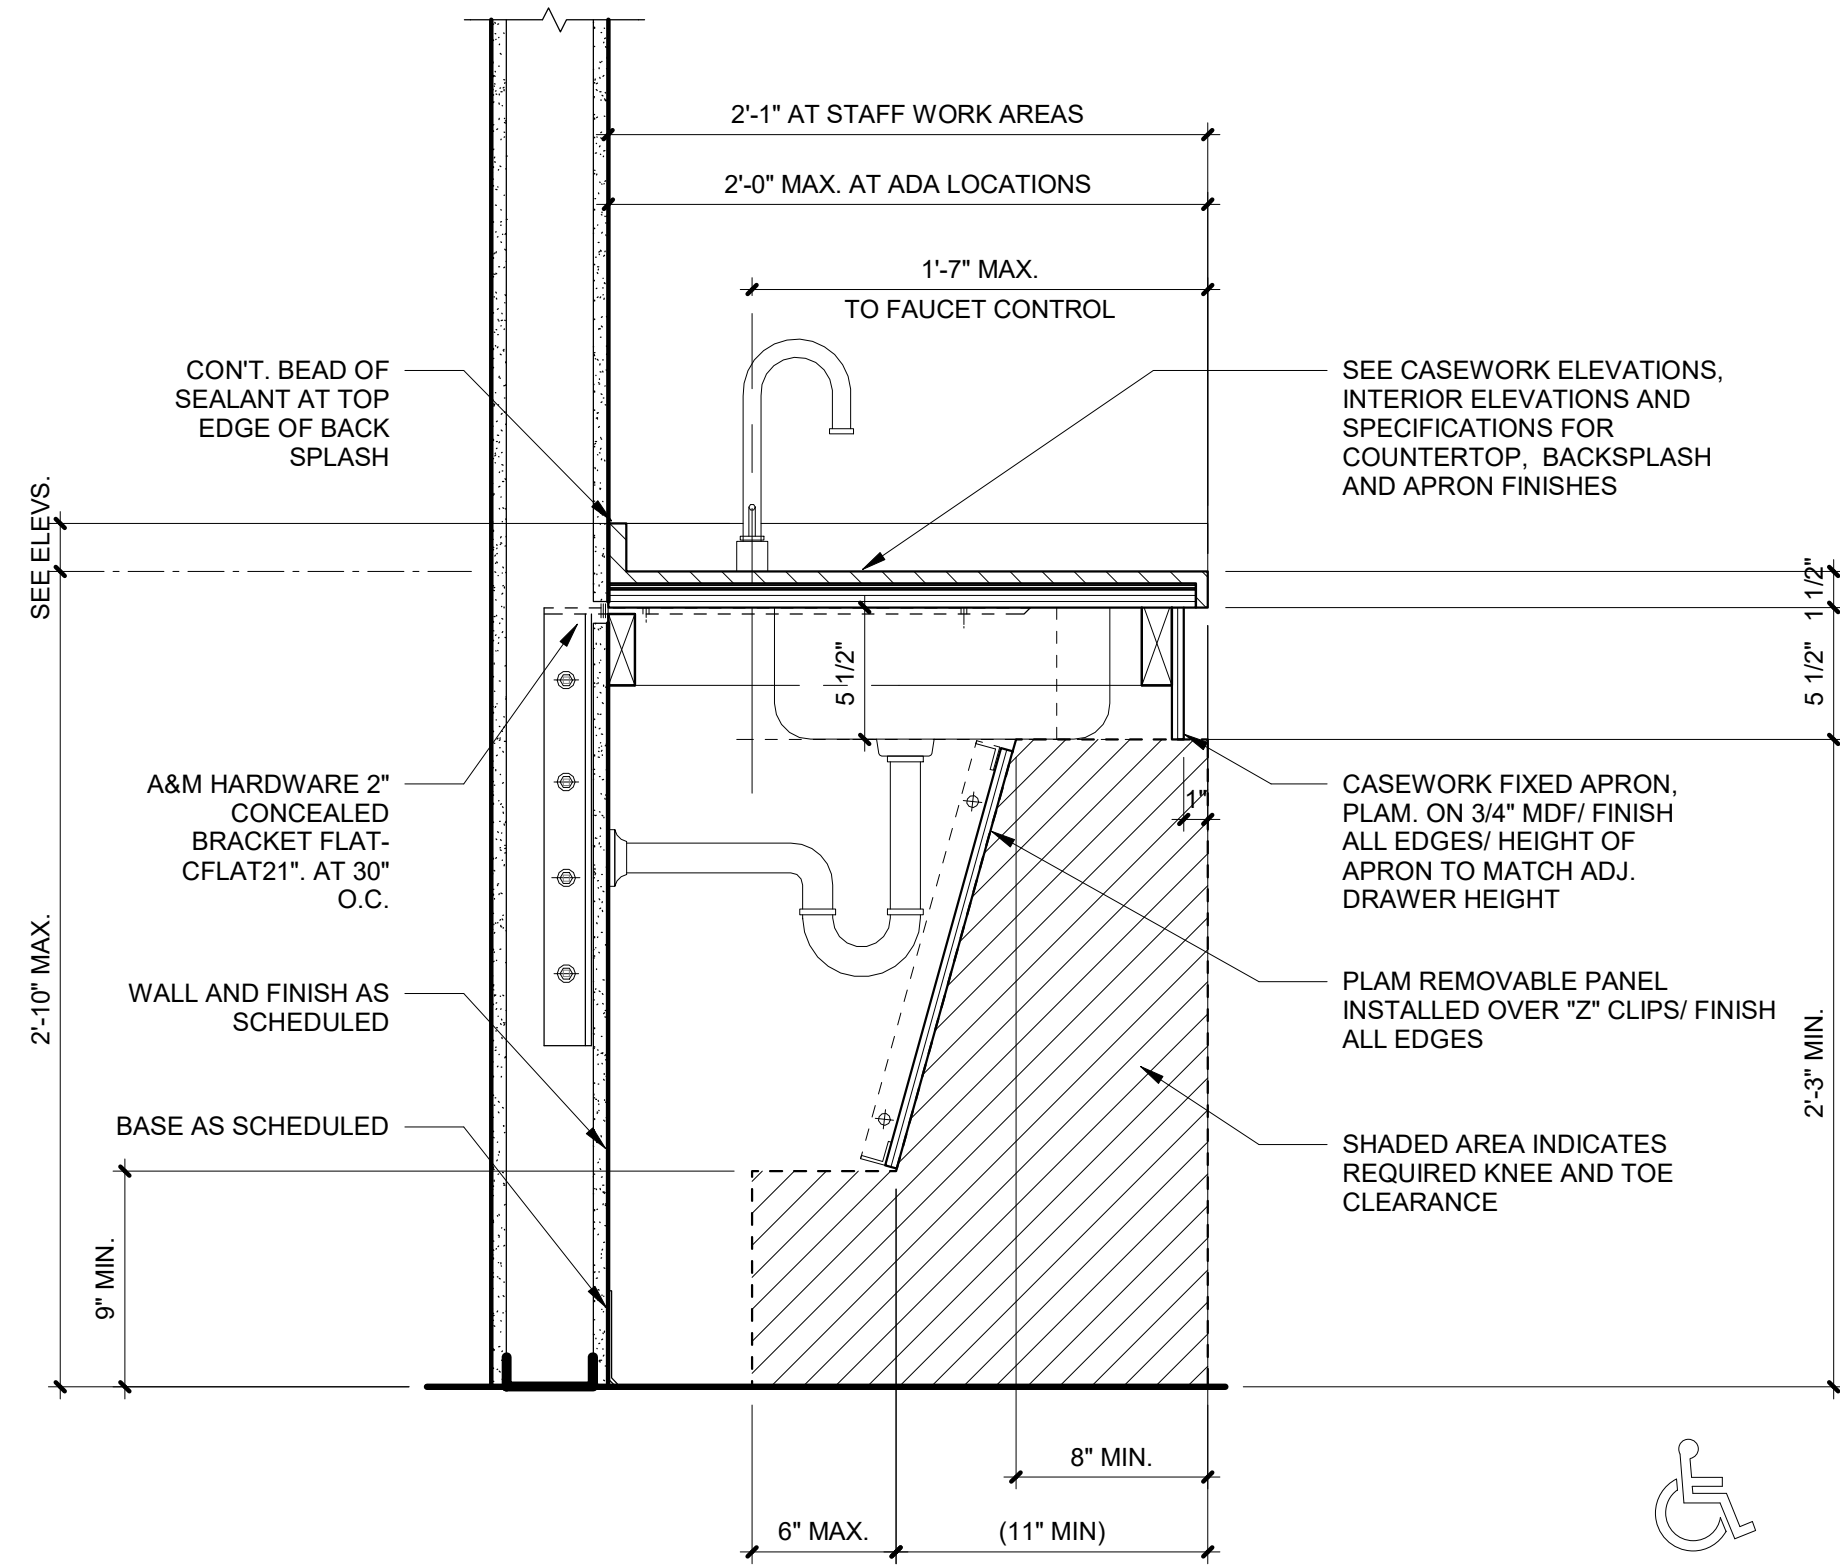 2'-1" AT STAFF WORK AREAS
2'-0" MAX. AT ADA LOCATIONS
1'-7" MAX.
TO FAUCET CONTROL
CON'T. BEAD OF
SEALANT AT TOP
EDGE OF BACK
SPLASH
SEE CASEWORK ELEVATIONS,
INTERIOR ELEVATIONS AND
SPECIFICATIONS FOR
COUNTERTOP, BACKSPLASH
AND APRON FINISHES
SEE ELEVS.
1 1/2"
5 1/2"
5 1/2"
A&M HARDWARE 2"
CONCEALED
BRACKET FLAT-
CFLAT21". AT 30"
O.C.
1"
CASEWORK FIXED APRON,
PLAM. ON 3/4" MDF/ FINISH
ALL EDGES/ HEIGHT OF
APRON TO MATCH ADJ.
DRAWER HEIGHT
2'-10" MAX.
WALL AND FINISH AS
SCHEDULED
PLAM REMOVABLE PANEL
INSTALLED OVER "Z" CLIPS/ FINISH
ALL EDGES
2'-3" MIN.
BASE AS SCHEDULED
SHADED AREA INDICATES
REQUIRED KNEE AND TOE
CLEARANCE
9" MIN.
8" MIN.
6" MAX.
(11" MIN)